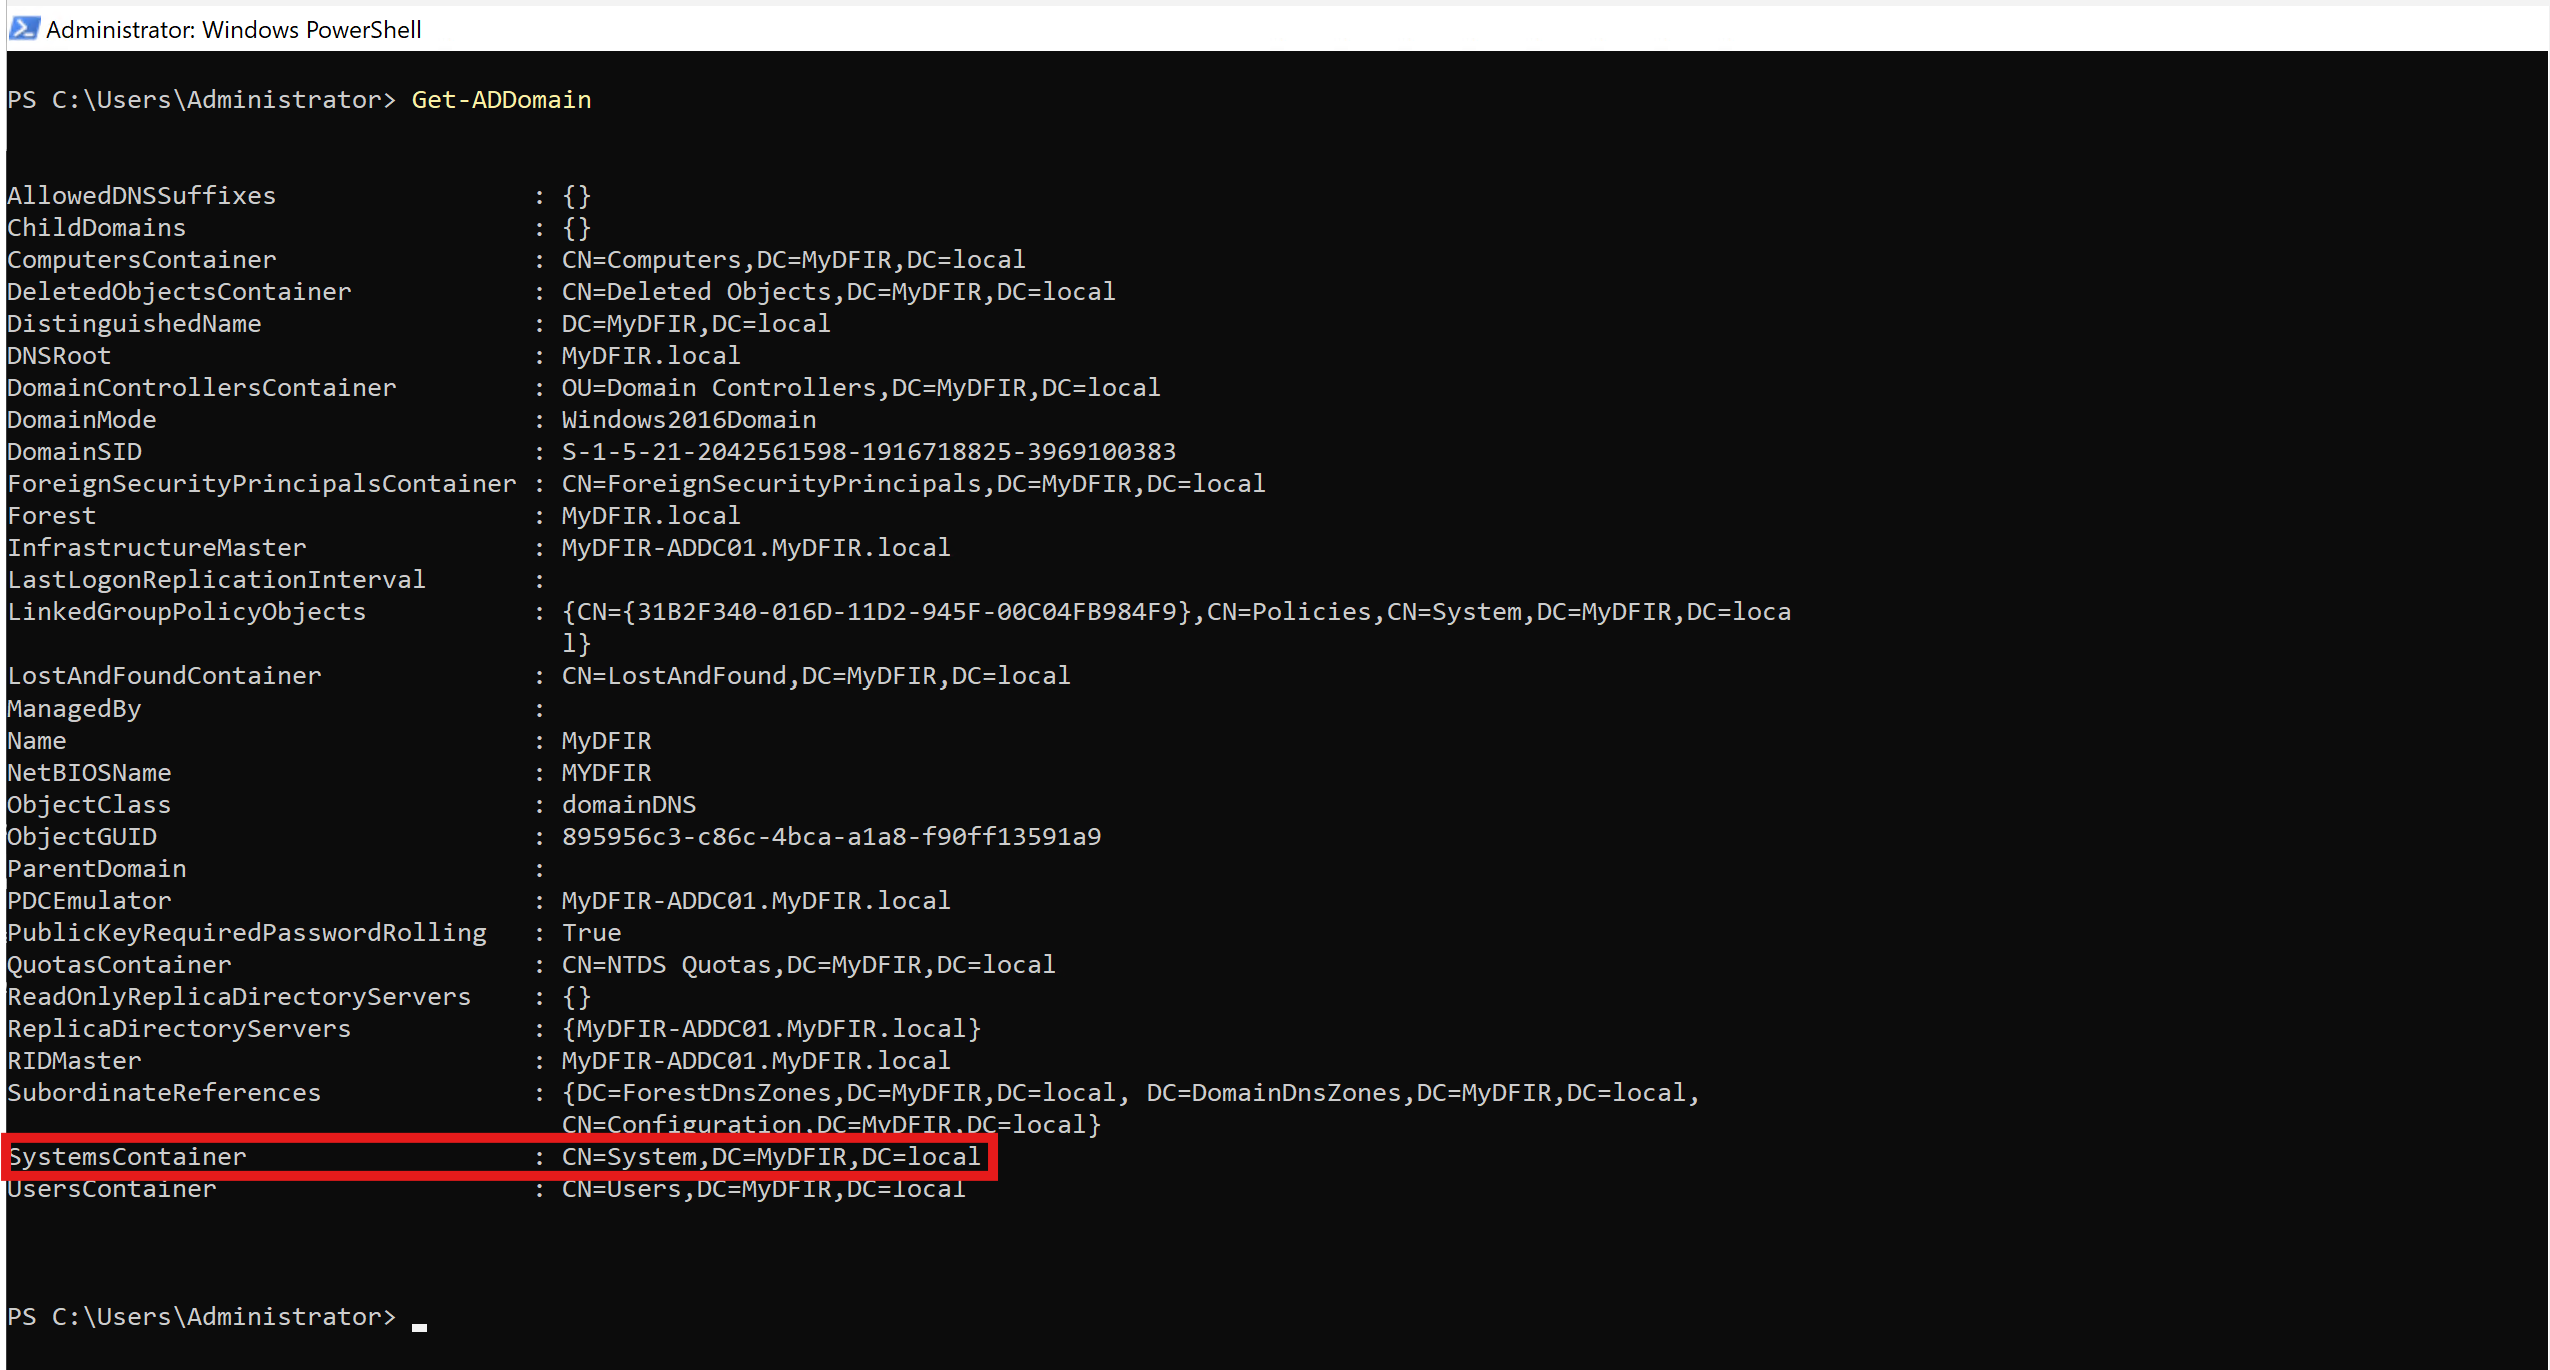 Administrator: Windows PowerShell
PS C:\Users\Administrator> Get-ADDomain
AllowedDNSSuffixes : {}
ChildDomains : {}
ComputersContainer : CN=Computers,DC=MyDFIR,DC=local
DeletedObjectsContainer : CN=Deleted Objects,DC=MyDFIR,DC=local
DistinguishedName : DC=MyDFIR,DC=local
DNSRoot : MyDFIR.local
DomainControllersContainer : OU=Domain Controllers,DC=MyDFIR,DC=local
DomainMode : Windows2016Domain
DomainSID : S-1-5-21-2042561598-1916718825-3969100383
ForeignSecurityPrincipalsContainer : CN=ForeignSecurityPrincipals,DC=MyDFIR,DC=local
Forest : MyDFIR.local
InfrastructureMaster : MyDFIR-ADDC01.MyDFIR.local
LastLogonReplicationInterval :
LinkedGroupPolicyObjects : {CN={31B2F340-016D-11D2-945F-00C04FB984F9},CN=Policies,CN=System,DC=MyDFIR,DC=loca
l}
LostAndFoundContainer : CN=LostAndFound,DC=MyDFIR,DC=local
ManagedBy :
Name : MyDFIR
NetBIOSName : MYDFIR
ObjectClass : domainDNS
ObjectGUID : 895956c3-c86c-4bca-a1a8-f90ff13591a9
ParentDomain :
PDCEmulator : MyDFIR-ADDC01.MyDFIR.local
PublicKeyRequiredPasswordRolling : True
QuotasContainer : CN=NTDS Quotas,DC=MyDFIR,DC=local
ReadOnlyReplicaDirectoryServers : {}
ReplicaDirectoryServers : {MyDFIR-ADDC01.MyDFIR.local}
RIDMaster : MyDFIR-ADDC01.MyDFIR.local
SubordinateReferences : {DC=ForestDnsZones,DC=MyDFIR,DC=local, DC=DomainDnsZones,DC=MyDFIR,DC=local,
CN=Configuration,DC=MyDFIR,DC=local}
SystemsContainer : CN=System,DC=MyDFIR,DC=local
UsersContainer : CN=Users,DC=MyDFIR,DC=local
PS C:\Users\Administrator>